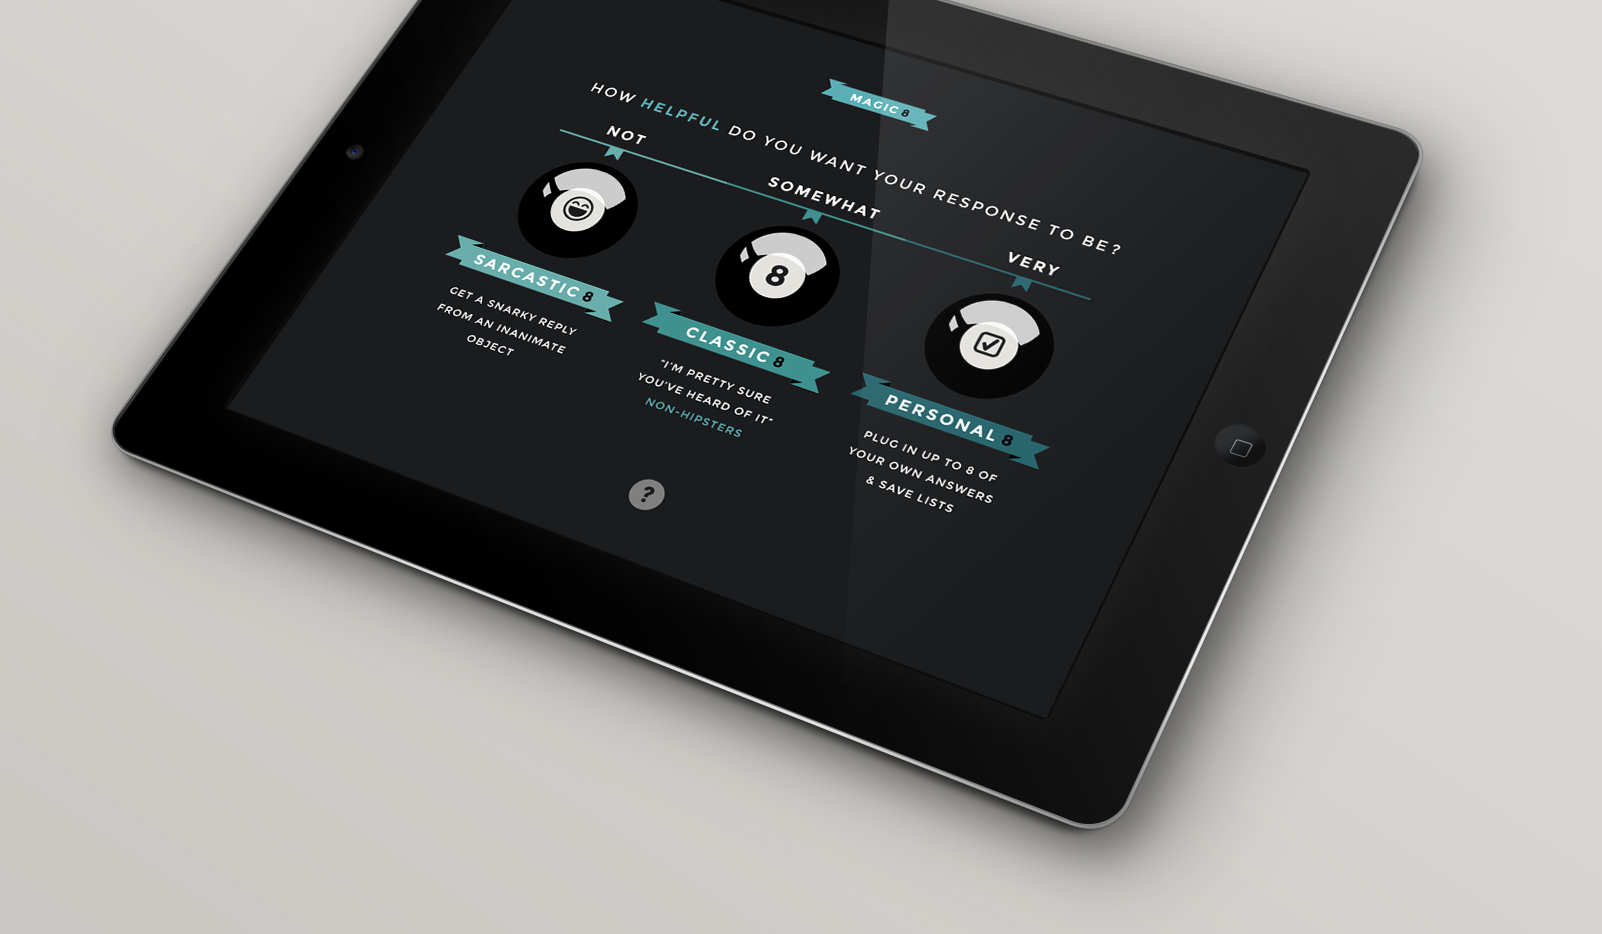 MAGIC 8
HOW HELPFUL DO YOU WANT YOUR RESPONSE TO BE?
NOT
SOMEWHAT
VERY
8
SARCASTIC 8
GET A SNARKY REPLY
FROM AN INANIMATE
OBJECT
CLASSIC 8
"I'M PRETTY SURE
YOU'VE HEARD OF IT"
NON-HIPSTERS
PERSONAL 8
PLUG IN UP TO 8 OF
YOUR OWN ANSWERS
& SAVE LISTS
?